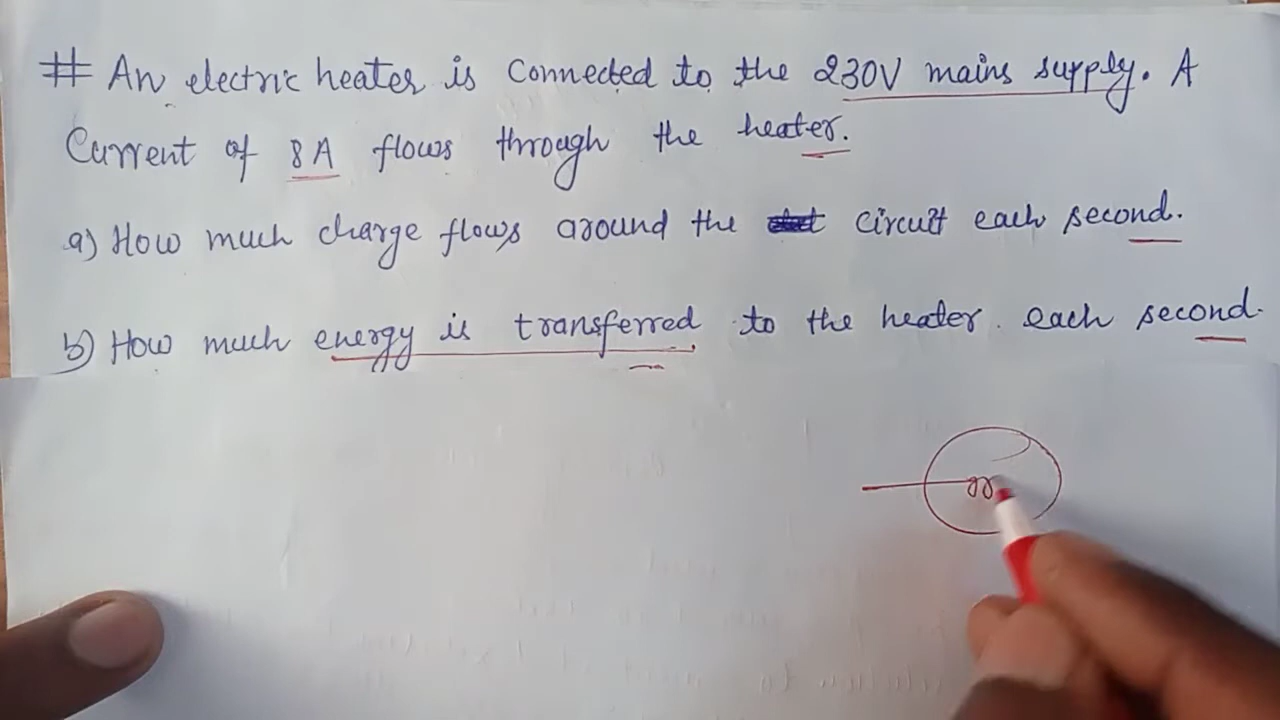 # An electric heater is connected to the 230V mains supply. A
Current of 8A flows through the heater.
a) How much charge flows around the circuit each second.
b) How much energy is transferred to the heater each second.